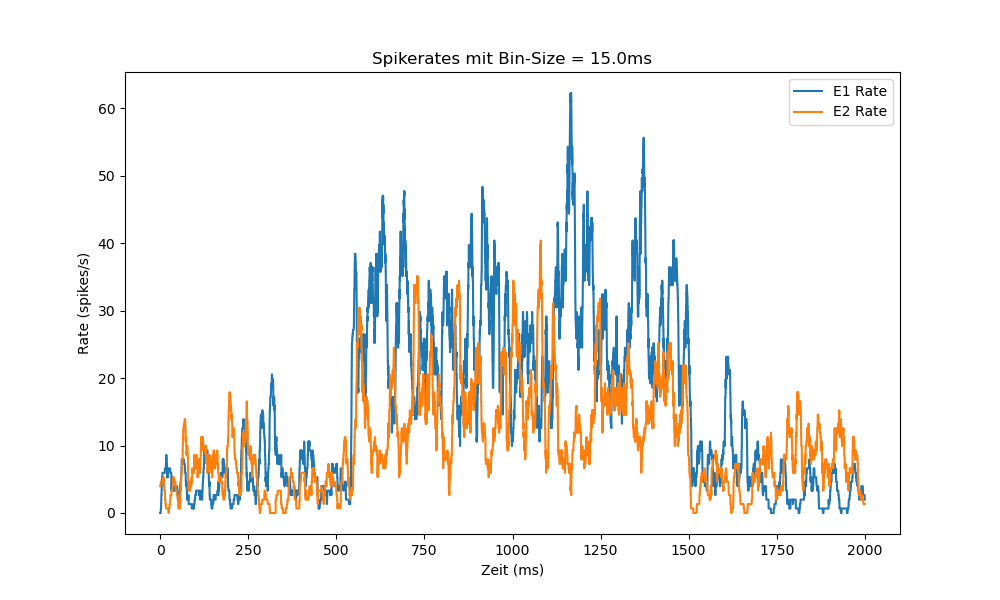 Spikerates mit Bin-Size = 15.0ms
E1 Rate
E2 Rate
Rate (spikes/s)
60
50
40
30
20
10
0
0 250 500 750 1000 1250 1500 1750 2000
Zeit (ms)